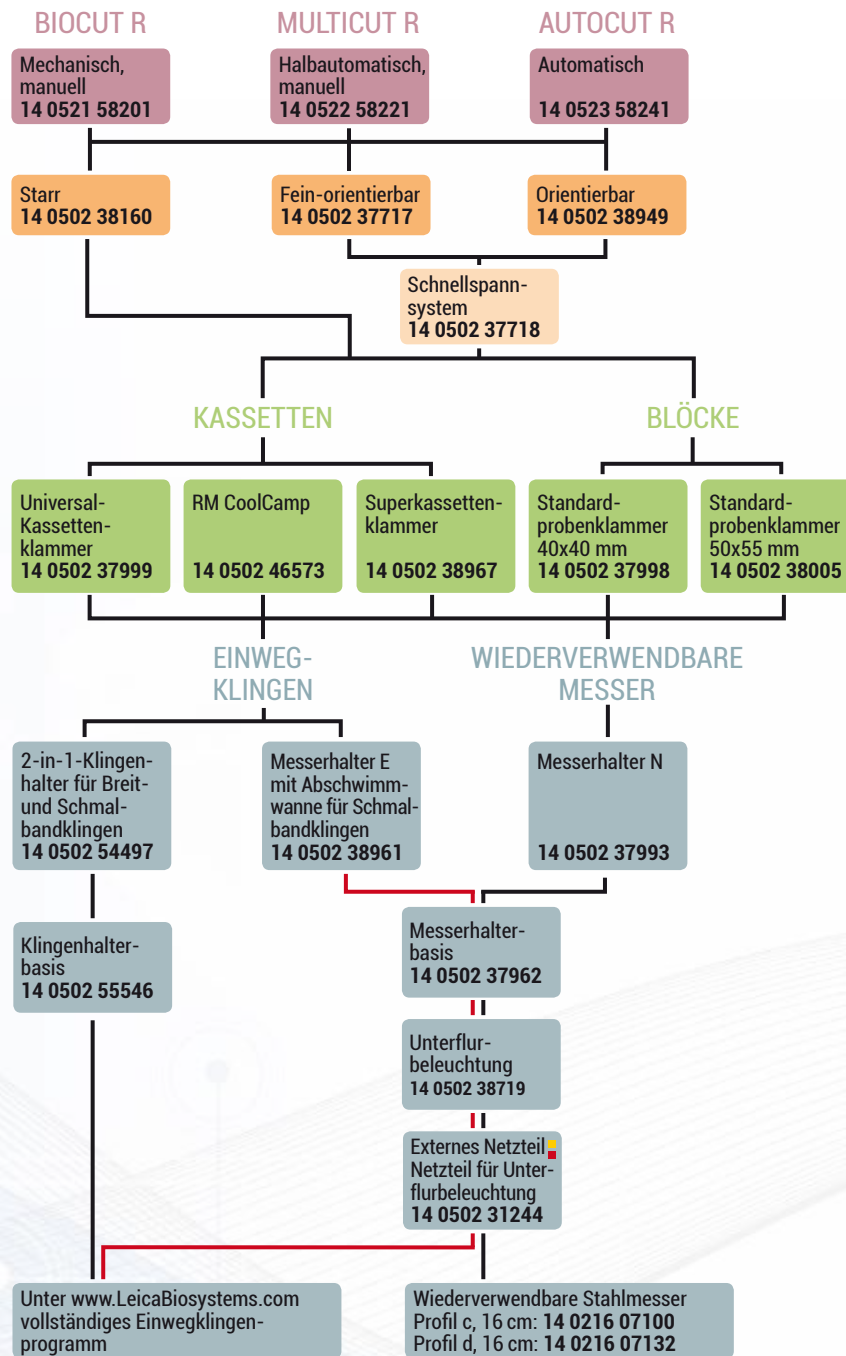 BIOCUT R
MULTICUT R
AUTOCUT R
Mechanisch,
manuell
14 0521 58201
Halbautomatisch,
manuell
14 0522 58221
Automatisch
14 0523 58241
Starr
14 0502 38160
Fein-orientierbar
14 0502 37717
Orientierbar
14 0502 38949
Schnellspann-
system
14 0502 37718
KASSETTEN
BLÖCKE
Universal-
Kassetten-
klammer
14 0502 37999
RM CoolCamp
14 0502 46573
Superkassetten-
klammer
14 0502 38967
Standard-
probenklammer
40x40 mm
14 0502 37998
Standard-
probenklammer
50x55 mm
14 0502 38005
EINWEG-
KLINGEN
WIEDERVERWENDBARE
MESSER
2-in-1-Klingen-
halter für Breit-
und Schmal-
bandklingen
14 0502 54497
Messerhalter E
mit Abschwimm-
wanne für Schmal-
bandklingen
14 0502 38961
Messerhalter N
14 0502 37993
Klingenhalter-
basis
14 0502 55546
Messerhalter-
basis
14 0502 37962
Unterflur-
beleuchtung
14 0502 38719
Externes Netzteil
Netzteil für Unter-
flurbeleuchtung
14 0502 31244
Unter www.LeicaBiosystems.com
vollständiges Einwegklingen-
programm
Wiederverwendbare Stahlmesser
Profil c, 16 cm: 14 0216 07100
Profil d, 16 cm: 14 0216 07132